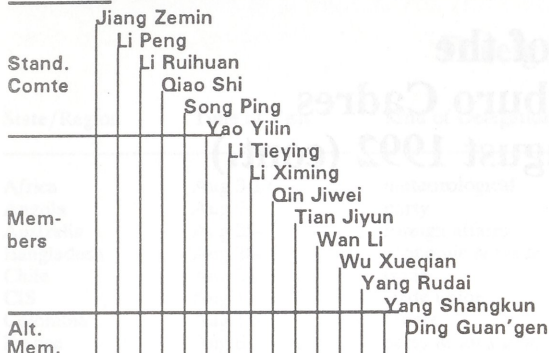 Jiang Zemin
Li Peng
Stand.
Comte
Li Ruihuan
Qiao Shi
Song Ping
Yao Yilin
Li Tieying
Li Ximing
Qin Jiwei
Mem-
bers
Tian Jiyun
Wan Li
Wu Xueqian
Yang Rudai
Yang Shangkun
Alt.
Mem.
Ding Guan'gen